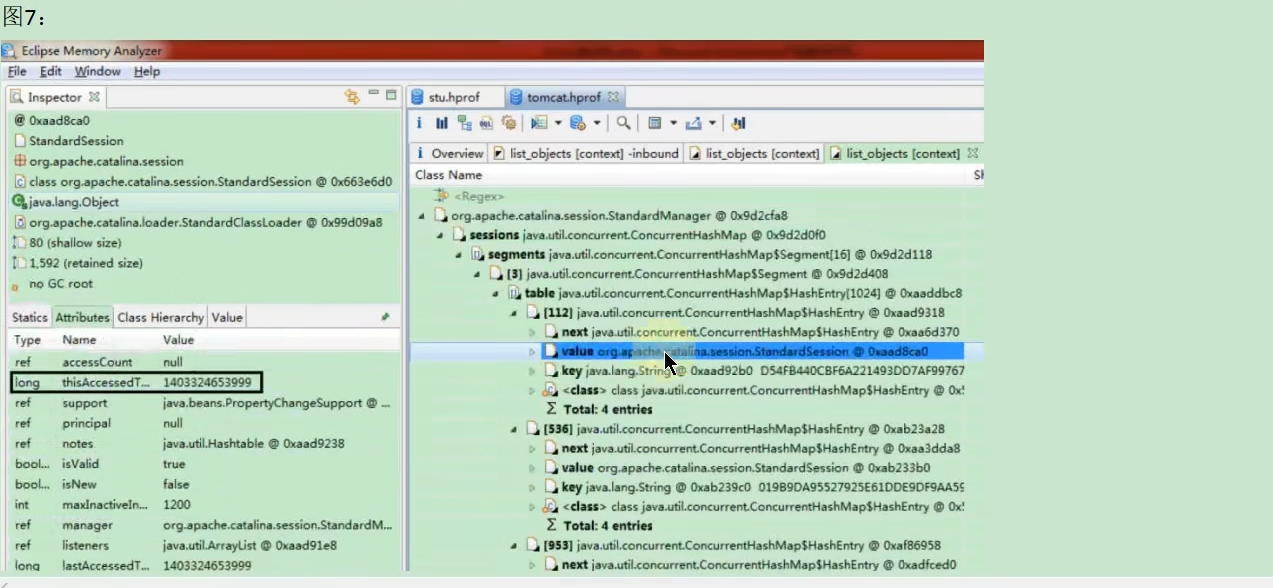 图7：
Eclipse Memory Analyzer
File Edit Window Help
Inspector
@ 0xaad8ca0
StandardSession
org.apache.catalina.session
class org.apache.catalina.session.StandardSession @ 0x663e6d0
java.lang.Object
org.apache.catalina.loader.StandardClassLoader @ 0x99d09a8
80 (shallow size)
1,592 (retained size)
no GC root
Statics Attributes Class Hierarchy Value
Type Name Value
ref accessCount null
long thisAccessedT... 1403324653999
ref support java.beans.PropertyChangeSupport @ ...
ref principal null
ref notes java.util.Hashtable @ 0xaad9238
bool... isValid true
bool... isNew false
int maxInactiveIn... 1200
ref manager org.apache.catalina.session.StandardM...
ref listeners java.util.ArrayList @ 0xaad91e8
long lastAccessedT... 1403324653999
stu.hprof tomcat.hprof
Overview list_objects [context] -inbound list_objects [context] list_objects [context]
Class Name
<Regex>
org.apache.catalina.session.StandardManager @ 0x9d2cfa8
sessions java.util.concurrent.ConcurrentHashMap @ 0x9d2d0f0
segments java.util.concurrent.ConcurrentHashMap$Segment[16] @ 0x9d2d118
[3] java.util.concurrent.ConcurrentHashMap$Segment @ 0x9d2d408
table java.util.concurrent.ConcurrentHashMap$HashEntry[1024] @ 0xaaddbc8
[112] java.util.concurrent.ConcurrentHashMap$HashEntry @ 0xaad9318
next java.util.concurrent.ConcurrentHashMap$HashEntry @ 0xaa6d370
value org.apache.catalina.session.StandardSession @ 0xaad8ca0
key java.lang.String @ 0xaad92b0 D54FB440CBF6A221493DD7AF99767
<class> class java.util.concurrent.ConcurrentHashMap$HashEntry @ 0x
Σ Total: 4 entries
[536] java.util.concurrent.ConcurrentHashMap$HashEntry @ 0xab23a28
next java.util.concurrent.ConcurrentHashMap$HashEntry @ 0xaa3dda8
value org.apache.catalina.session.StandardSession @ 0xab233b0
key java.lang.String @ 0xab239c0 019B9DA95527925E61DDE9DF9AA59
<class> class java.util.concurrent.ConcurrentHashMap$HashEntry @ 0x
Σ Total: 4 entries
[953] java.util.concurrent.ConcurrentHashMap$HashEntry @ 0xaf86958
next java.util.concurrent.ConcurrentHashMap$HashEntry @ 0xadfced0